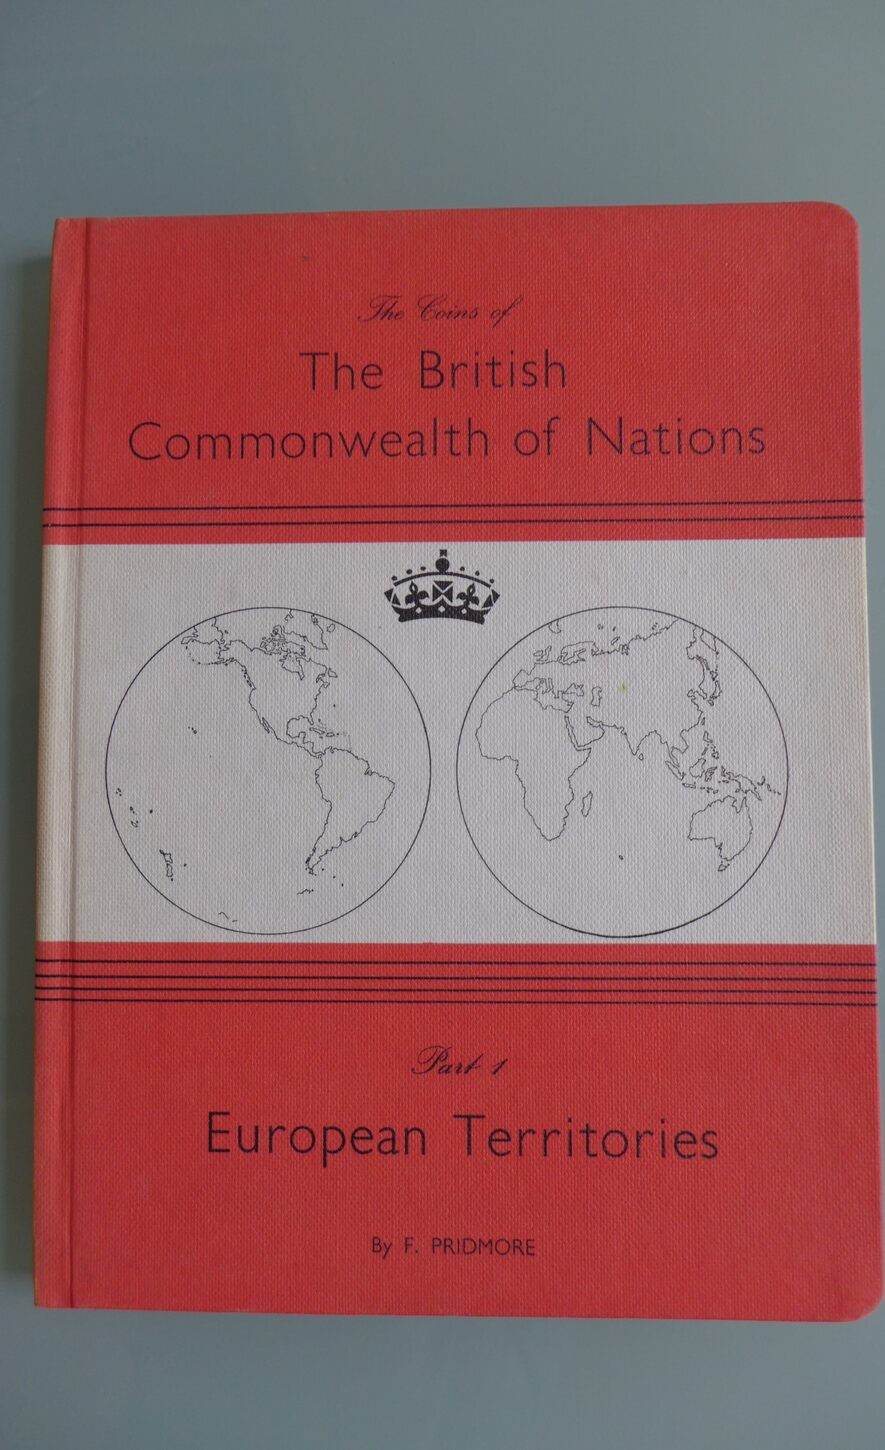 The Coins of
The British
Commonwealth of Nations
Part 1
European Territories
By F. PRIDMORE